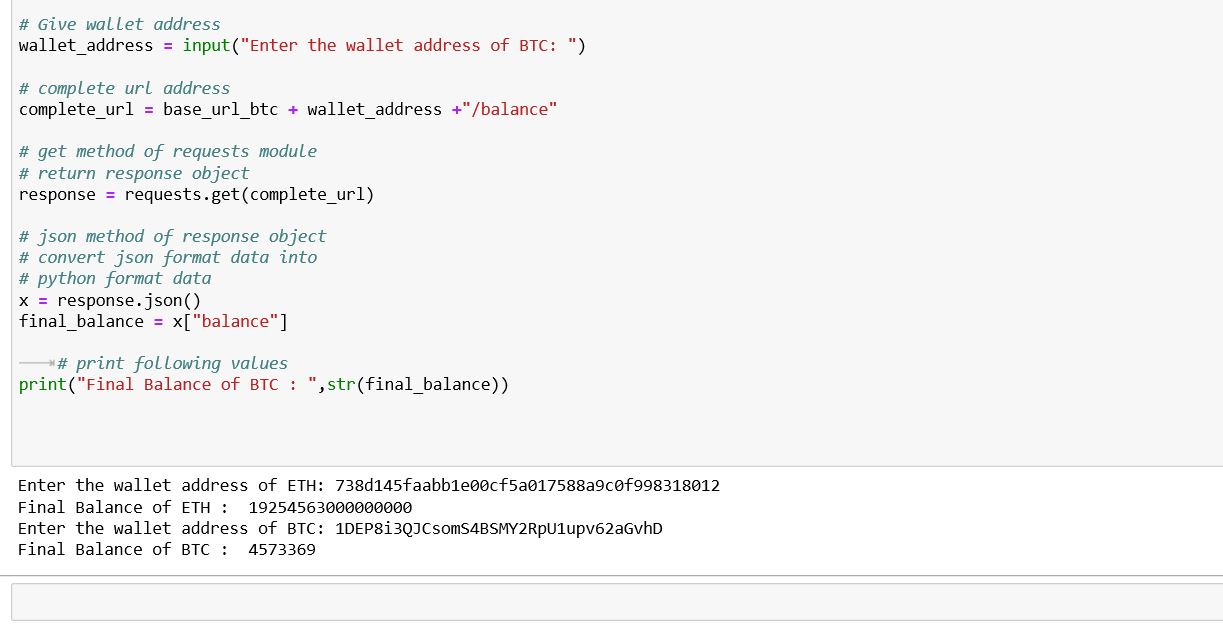 # Give wallet address
wallet_address = input("Enter the wallet address of BTC: ")
# complete url address
complete_url = base_url_btc + wallet_address +"/balance"
# get method of requests module
# return response object
response = requests.get(complete_url)
# json method of response object
# convert json format data into
# python format data
x = response.json()
final_balance = x["balance"]
# print following values
print("Final Balance of BTC : ",str(final_balance))
Enter the wallet address of ETH: 738d145faabb1e00cf5a017588a9c0f998318012
Final Balance of ETH :  19254563000000000
Enter the wallet address of BTC: 1DEP8i3QJCsomS4BSMY2RpU1upv62aGvhD
Final Balance of BTC :  4573369